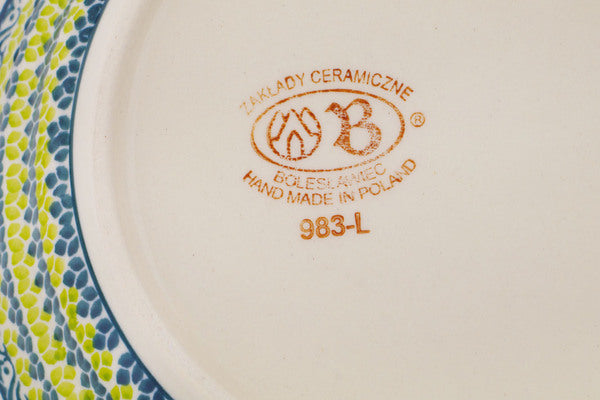 ZAKŁADY CERAMICZNE
B ®
BOLESŁAWIEC
HAND MADE IN POLAND
983-L